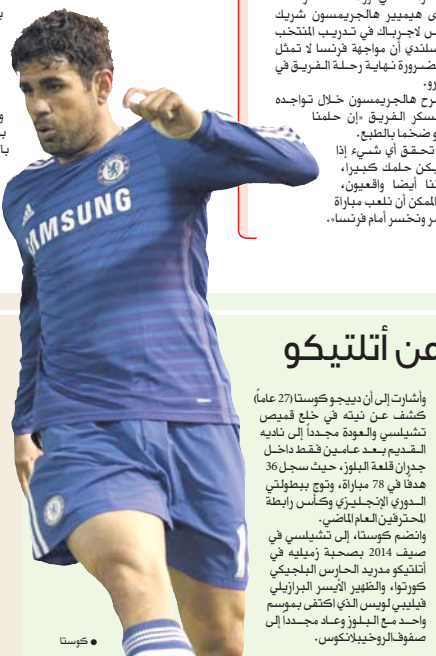 ى هيميير هالجريمسون شريك
س لاجرباك في تدريب المنتخب
سلندي أن مواجهة فرنسا لا تمثل
ضرورة نهاية رحلة الفريق في
رو.
رح هالجريمسون خلال تواجده
سكر الفريق «إن حلمنا
و ضخما بالطبع.
تحقق أي شيء إذا
يكن حلمك كبيرا،
نا أيضا واقعيون،
الممكن أن نلعب مباراة
سر ونخسر أمام فرنسا».
SAMSUNG
عن أتلتيكو
وأشارت إلى أن دييجو كوستا (27 عاماً)
كشف عن نيته في خلع قميص
تشيلسي والعودة مجدداً إلى ناديه
القديم بعد عامين فقط داخل
جدران قلعة البلوز، حيث سجل 36
هدفاً في 78 مباراة، وتوج ببطولتي
الدوري الإنجليزي وكأس رابطة
المحترفين العام الماضي.
وانضم كوستا، إلى تشيلسي في
صيف 2014 بصحبة زميليه في
أتلتيكو مدريد الحارس البلجيكي
كورتوا، والظهير الأيسر البرازيلي
فيليبي لويس الذي اكتفى بموسم
واحد مع البلوز وعاد مجددا إلى
صفوف الروخيبلانكوس.
● كوستا